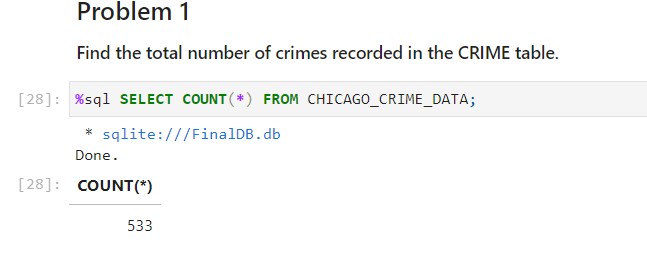 Problem 1
Find the total number of crimes recorded in the CRIME table.
[28]: %sql SELECT COUNT(*) FROM CHICAGO_CRIME_DATA;
* sqlite:///FinalDB.db
Done.
[28]: COUNT(*)
533